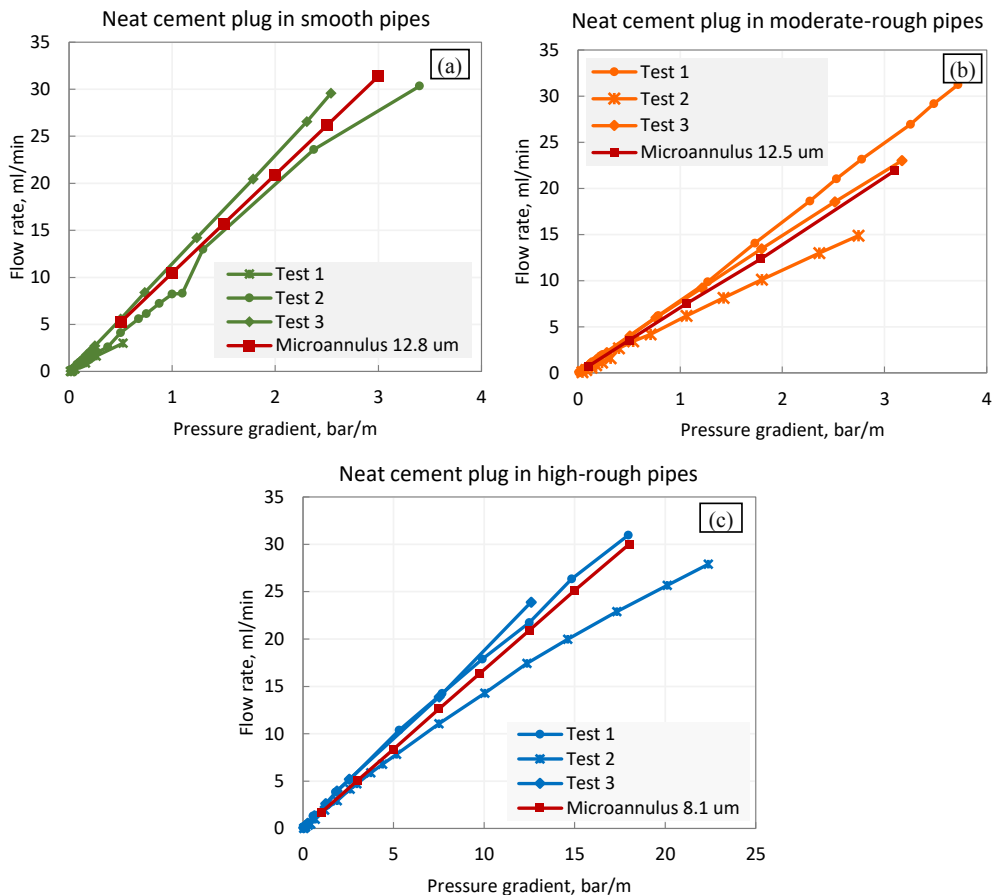 Neat cement plug in smooth pipes
(a)
Flow rate, ml/min
35
30
25
20
15
10
5
0
Test 1
Test 2
Test 3
Microannulus 12.8 um
0 1 2 3 4
Pressure gradient, bar/m
Neat cement plug in moderate-rough pipes
(b)
Flow rate, ml/min
35
30
25
20
15
10
5
0
Test 1
Test 2
Test 3
Microannulus 12.5 um
0 1 2 3 4
Pressure gradient, bar/m
Neat cement plug in high-rough pipes
(c)
Flow rate, ml/min
35
30
25
20
15
10
5
0
Test 1
Test 2
Test 3
Microannulus 8.1 um
0 5 10 15 20 25
Pressure gradient, bar/m